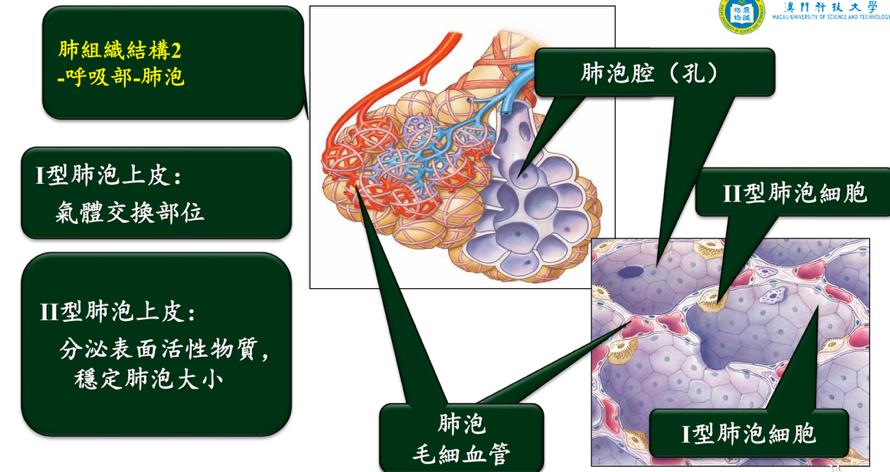 澳門科技大學
MACAU UNIVERSITY OF SCIENCE AND TECHNOLOGY
肺組織結構2
-呼吸部-肺泡
肺泡腔（孔）
I型肺泡上皮：
氣體交換部位
II型肺泡細胞
II型肺泡上皮：
分泌表面活性物質，
穩定肺泡大小
肺泡
毛細血管
I型肺泡細胞